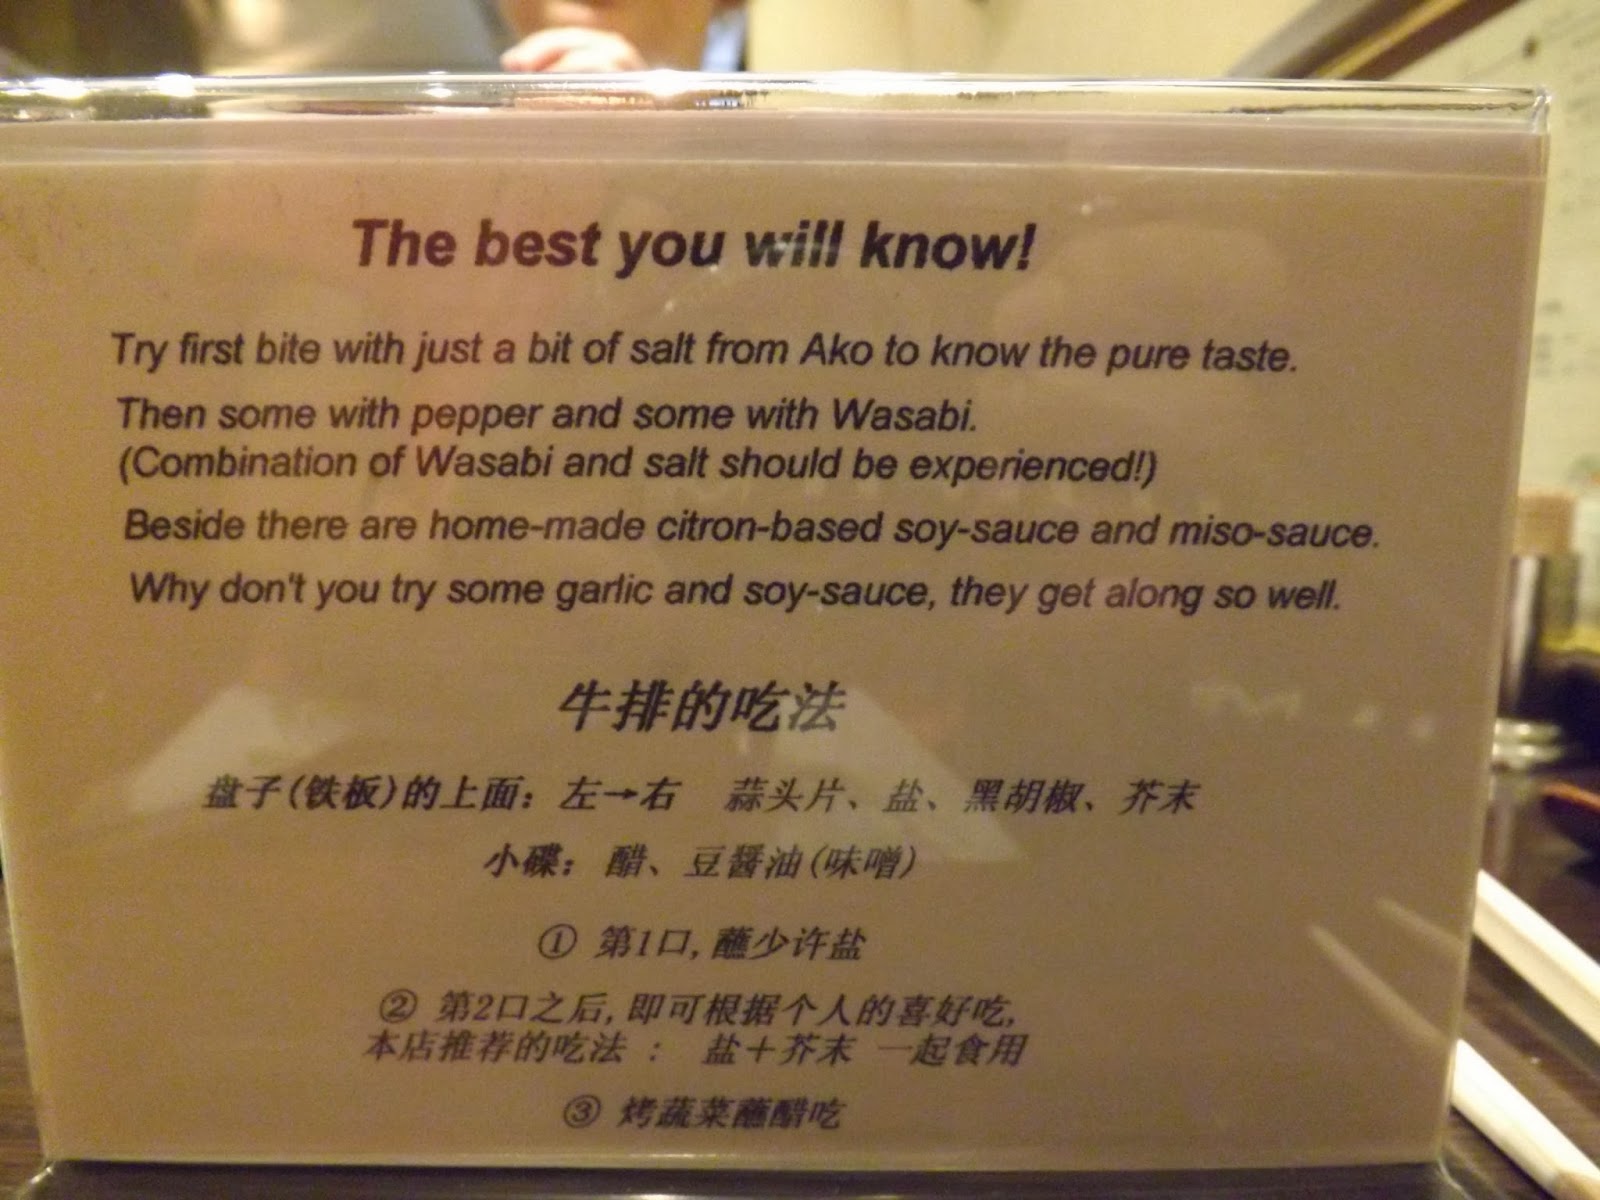 The best you will know!
Try first bite with just a bit of salt from Ako to know the pure taste.
Then some with pepper and some with Wasabi.
(Combination of Wasabi and salt should be experienced!)
Beside there are home-made citron-based soy-sauce and miso-sauce.
Why don't you try some garlic and soy-sauce, they get along so well.
牛排的吃法
盘子(铁板)的上面：左→右 蒜头片、盐、黑胡椒、芥末
小碟：醋、豆醤油(味噌)
① 第1口,蘸少许盐
② 第2口之后,即可根据个人的喜好吃,
本店推荐的吃法 ： 盐＋芥末 一起食用
③ 烤蔬菜蘸醋吃